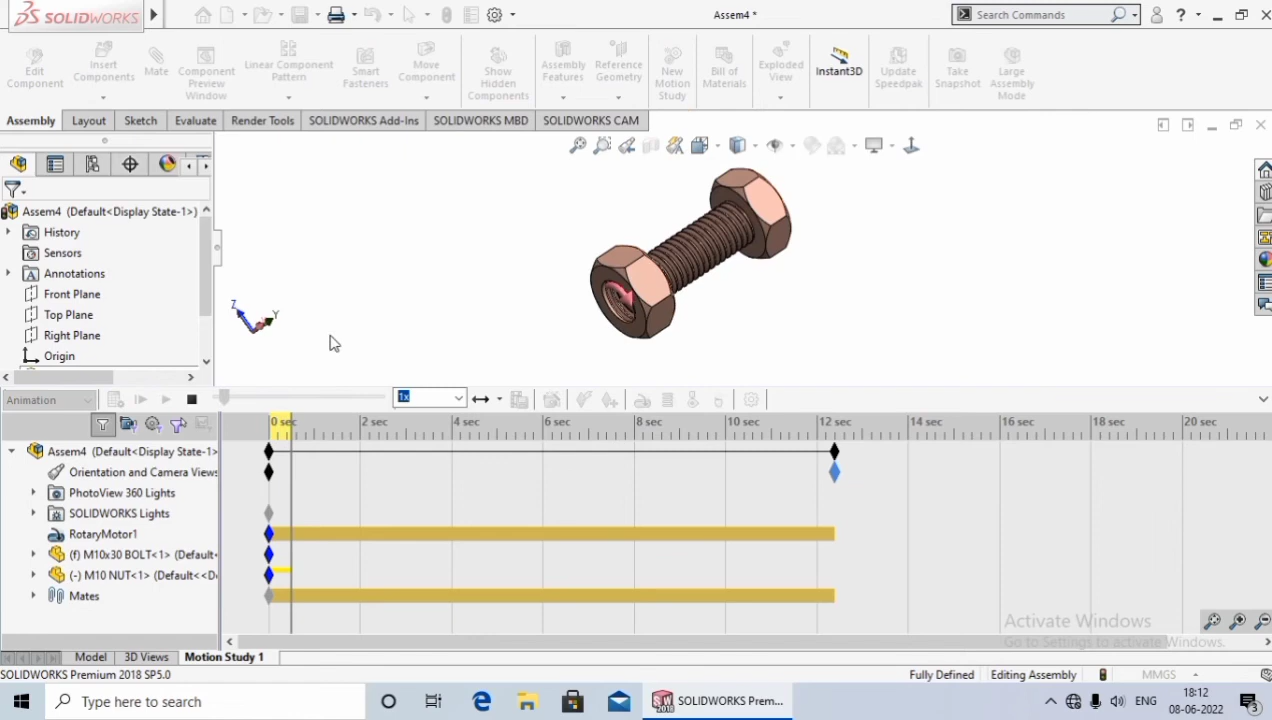 SOLIDWORKS
Assem4 *
Search Commands
Edit Component
Insert Components
Mate
Component Preview Window
Linear Component Pattern
Smart Fasteners
Move Component
Show Hidden Components
Assembly Features
Reference Geometry
New Motion Study
Bill of Materials
Exploded View
Instant3D
Update Speedpak
Take Snapshot
Large Assembly Mode
Assembly Layout Sketch Evaluate Render Tools SOLIDWORKS Add-Ins SOLIDWORKS MBD SOLIDWORKS CAM
Assem4 (Default<Display State-1>)
History
Sensors
Annotations
Front Plane
Top Plane
Right Plane
Origin
Z
Y
Animation
1x
0 sec 2 sec 4 sec 6 sec 8 sec 10 sec 12 sec 14 sec 16 sec 18 sec 20 sec
Assem4 (Default<Display State-1>
Orientation and Camera Views
PhotoView 360 Lights
SOLIDWORKS Lights
RotaryMotor1
(f) M10x30 BOLT<1> (Default<
(-) M10 NUT<1> (Default<<D
Mates
Activate Windows
Go to Settings to activate Windows.
Model 3D Views Motion Study 1
SOLIDWORKS Premium 2018 SP5.0
Fully Defined Editing Assembly MMGS
Type here to search
SOLIDWORKS Prem...
ENG
18:12
08-06-2022
3